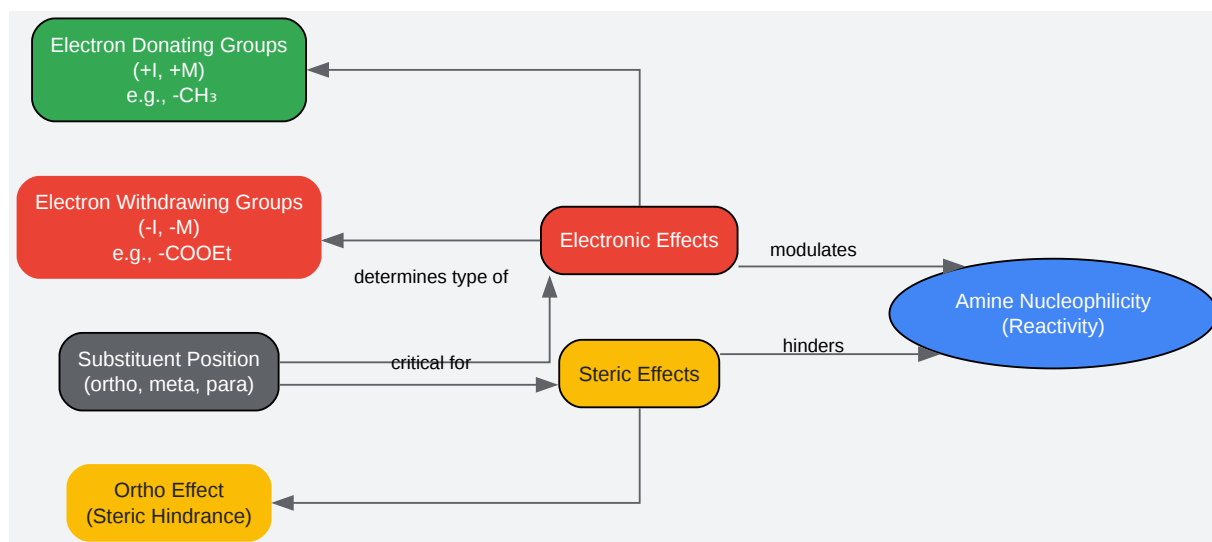 Electron Donating Groups
(+I, +M)
e.g., -CH₃
Electron Withdrawing Groups
(-I, -M)
e.g., -COOEt
Electronic Effects
modulates
determines type of
Amine Nucleophilicity
(Reactivity)
Substituent Position
(ortho, meta, para)
critical for
Steric Effects
hinders
Ortho Effect
(Steric Hindrance)